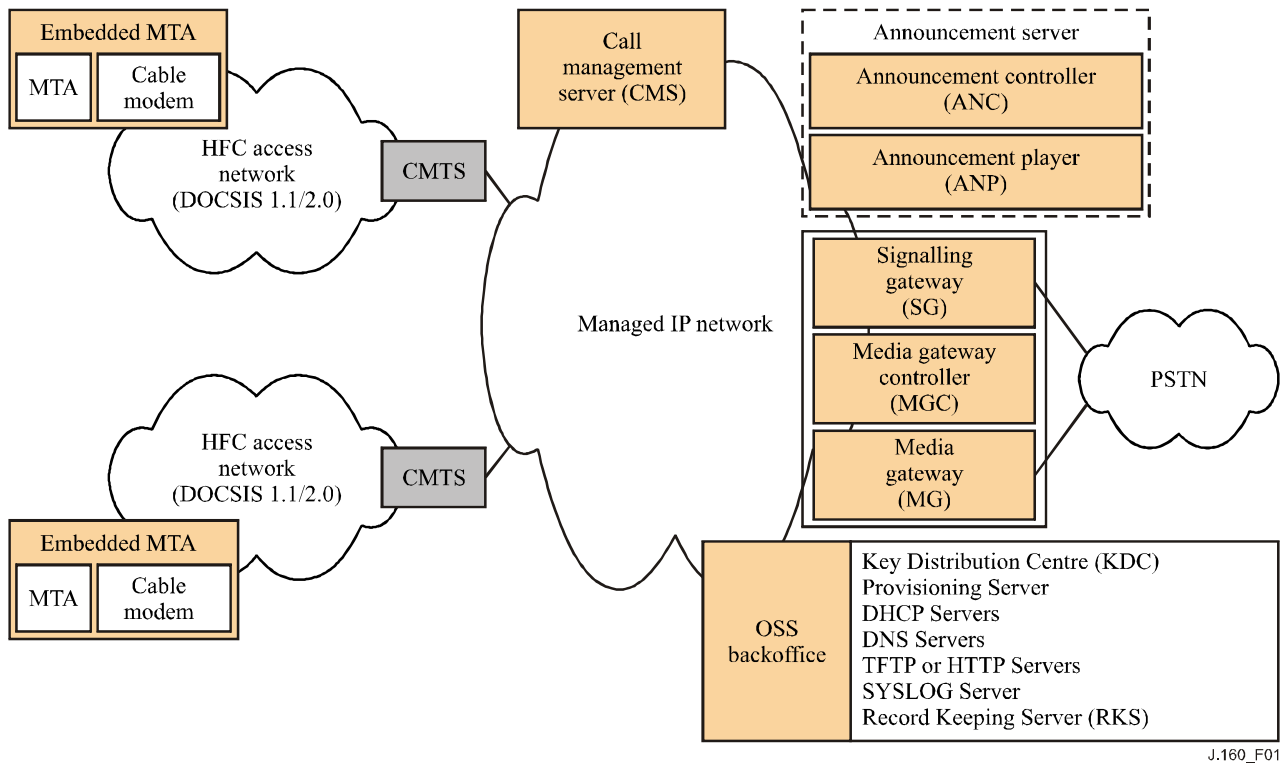 Embedded MTA
MTA
Cable
modem
HFC access
network
(DOCSIS 1.1/2.0)
CMTS
Call
management
server (CMS)
Announcement server
Announcement controller
(ANC)
Announcement player
(ANP)
Signalling
gateway
(SG)
Managed IP network
Media gateway
controller
(MGC)
PSTN
Media
gateway
(MG)
HFC access
network
(DOCSIS 1.1/2.0)
CMTS
Embedded MTA
MTA
Cable
modem
OSS
backoffice
Key Distribution Centre (KDC)
Provisioning Server
DHCP Servers
DNS Servers
TFTP or HTTP Servers
SYSLOG Server
Record Keeping Server (RKS)
J.160_F01